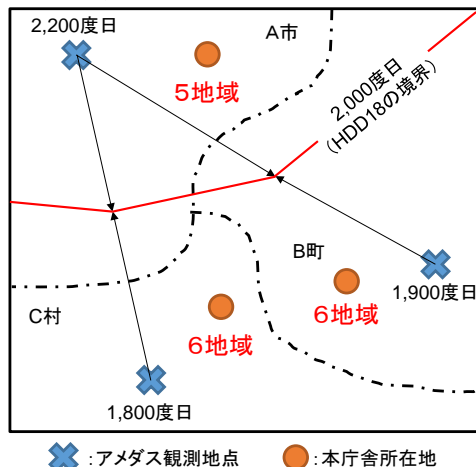 2,200度日
A市
5地域
2,000度日
(HDD18の境界)
B町
1,900度日
C村
6地域
6地域
1,800度日
:アメダス観測地点
:本庁舎所在地